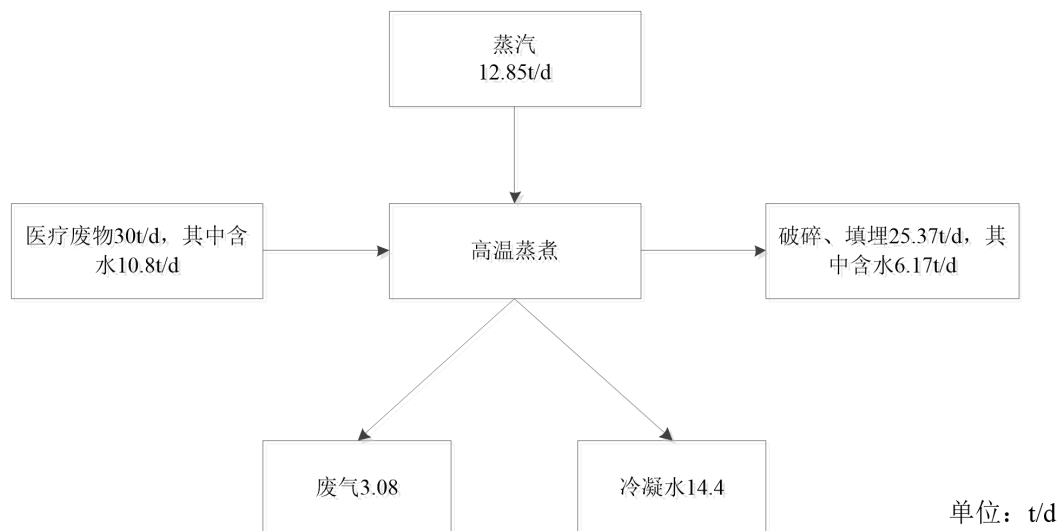 蒸汽
12.85t/d
医疗废物30t/d，其中含
水10.8t/d
高温蒸煮
破碎、填埋25.37t/d，其
中含水6.17t/d
废气3.08
冷凝水14.4
单位：t/d